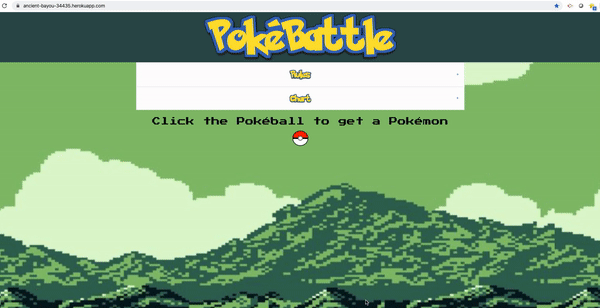 ancient-bayou-34435.herokuapp.com
PokéBattle
Rules
Chart
Click the Pokéball to get a Pokémon